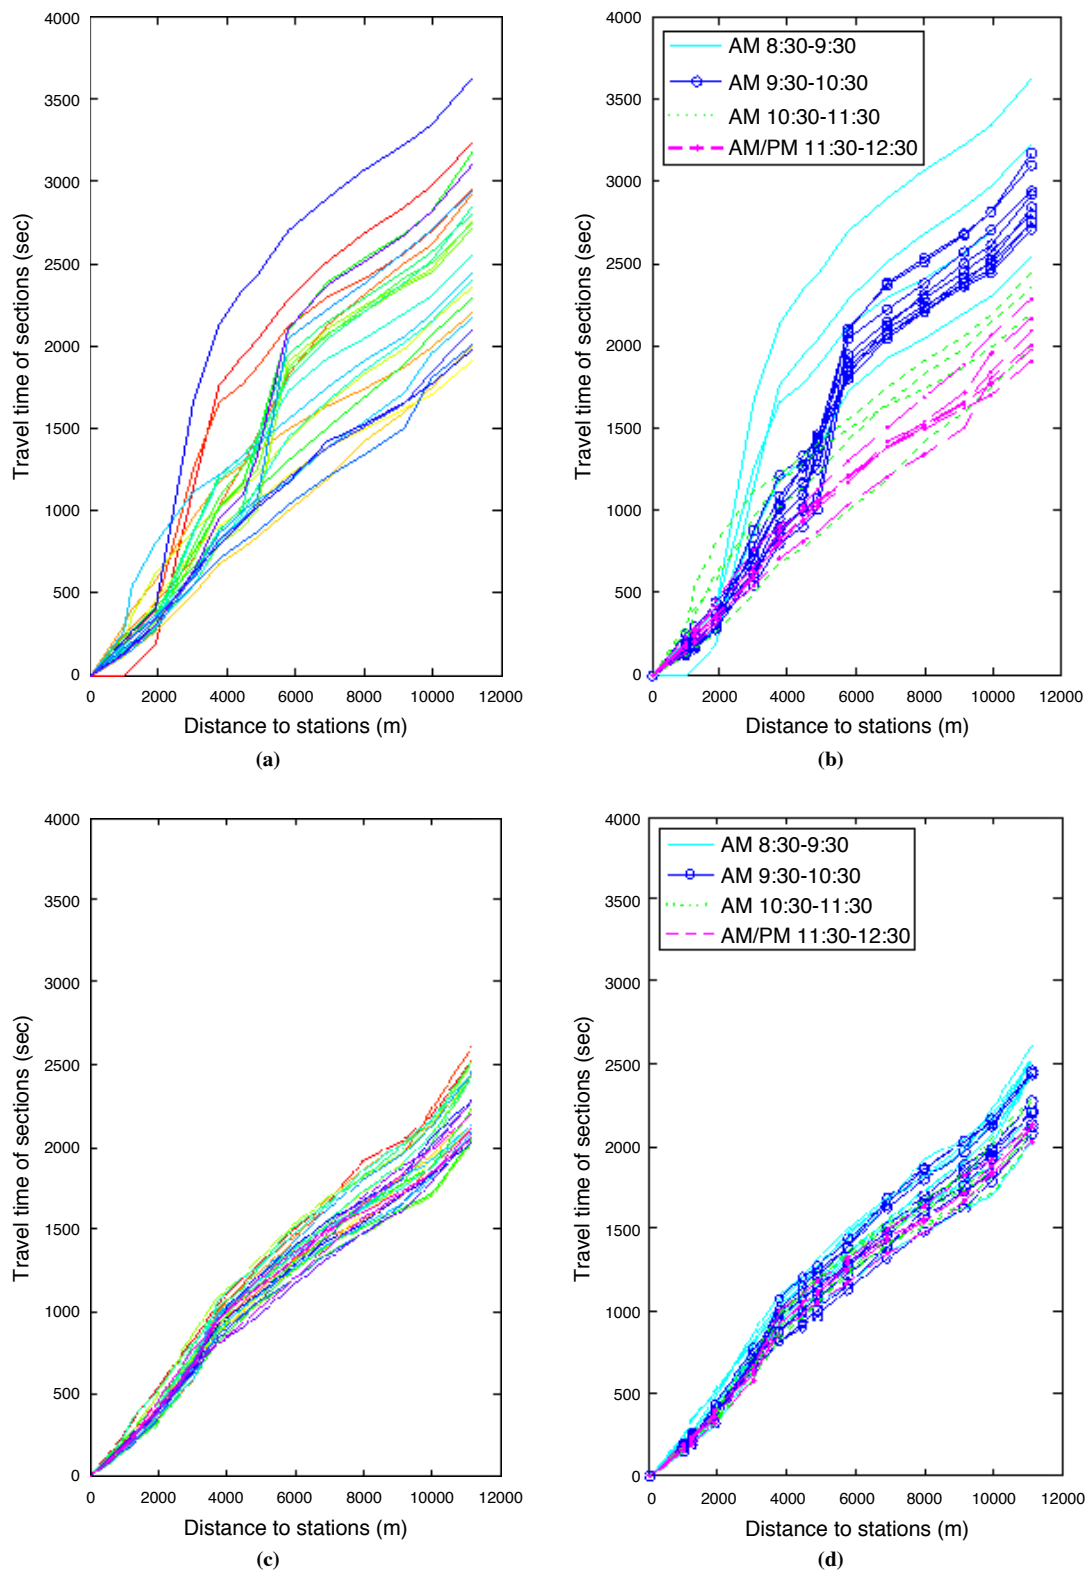 4000
3500
3000
2500
2000
1500
1000
500
0
Travel time of sections (sec)
0 2000 4000 6000 8000 10000 12000
Distance to stations (m)
(a)
4000
3500
3000
2500
2000
1500
1000
500
0
Travel time of sections (sec)
AM 8:30-9:30
AM 9:30-10:30
AM 10:30-11:30
AM/PM 11:30-12:30
0 2000 4000 6000 8000 10000 12000
Distance to stations (m)
(b)
4000
3500
3000
2500
2000
1500
1000
500
0
Travel time of sections (sec)
0 2000 4000 6000 8000 10000 12000
Distance to stations (m)
(c)
4000
3500
3000
2500
2000
1500
1000
500
0
Travel time of sections (sec)
AM 8:30-9:30
AM 9:30-10:30
AM 10:30-11:30
AM/PM 11:30-12:30
0 2000 4000 6000 8000 10000 12000
Distance to stations (m)
(d)